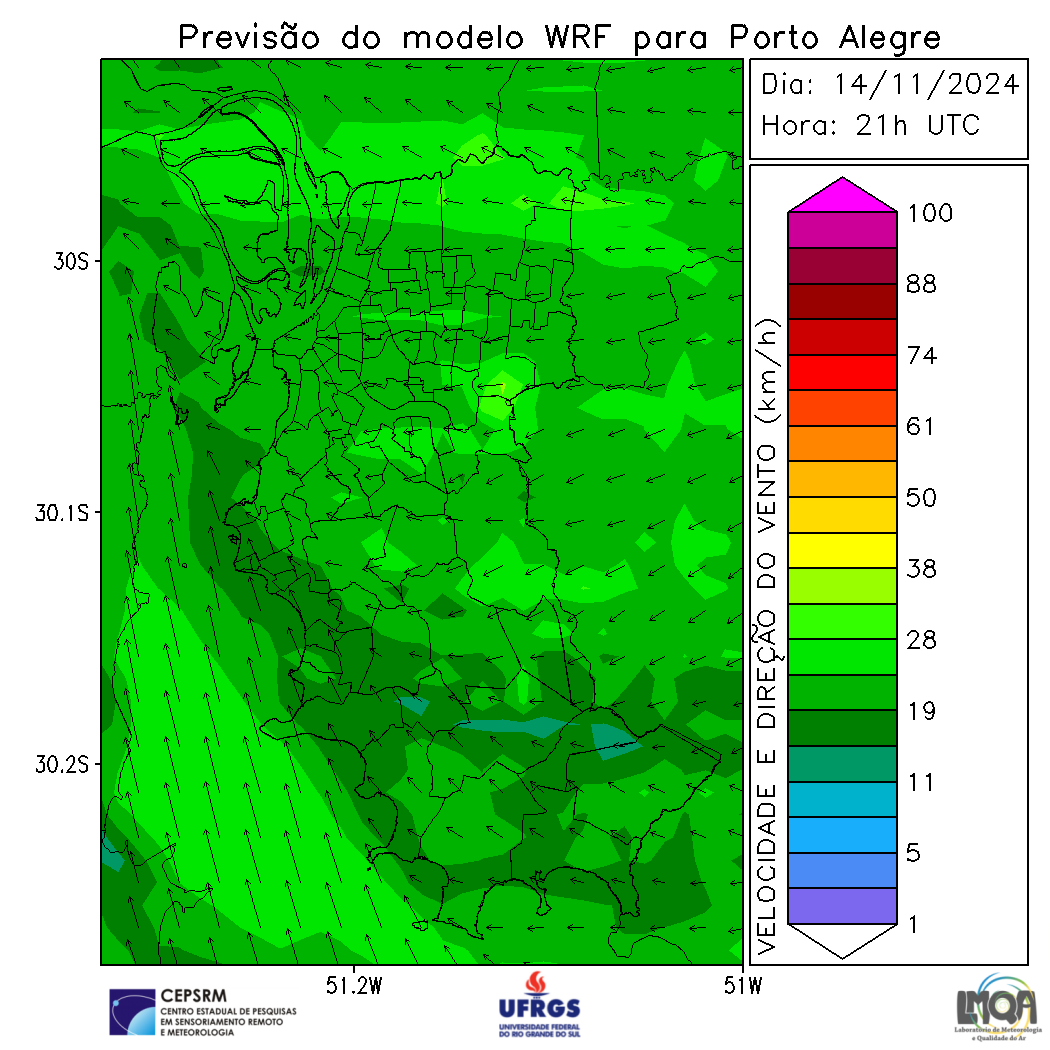 Previsão do modelo WRF para Porto Alegre
Dia: 14/11/2024
Hora: 21h UTC
30S
30.1S
30.2S
51.2W
51W
VELOCIDADE E DIREÇÃO DO VENTO (km/h)
100
88
74
61
50
38
28
19
11
5
1
CEPSRM
CENTRO ESTADUAL DE PESQUISAS
EM SENSORIAMENTO REMOTO
E METEOROLOGIA
UFRGS
UNIVERSIDADE FEDERAL
DO RIO GRANDE DO SUL
LMQA
Laboratório de Meteorologia
e Qualidade do Ar